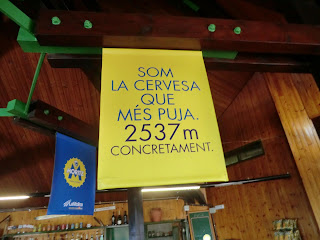 SOM
LA CERVESA
QUE
MÉS PUJA.
2537m
CONCRETAMENT.